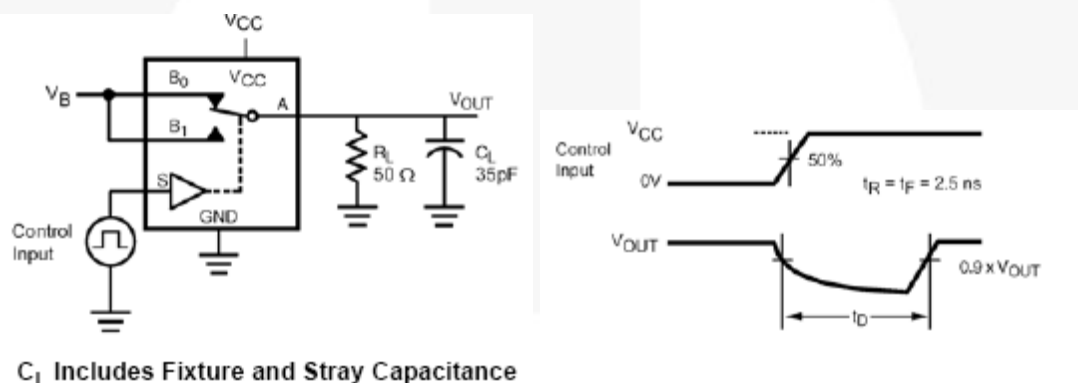 VCC
B0 VCC
VB
A
VOUT
B1
RL
50 Ω
CL
35pF
S
GND
Control
Input
VCC
Control
Input
50%
0V
tR = tF = 2.5 ns
VOUT
0.9 x VOUT
tD
CL Includes Fixture and Stray Capacitance